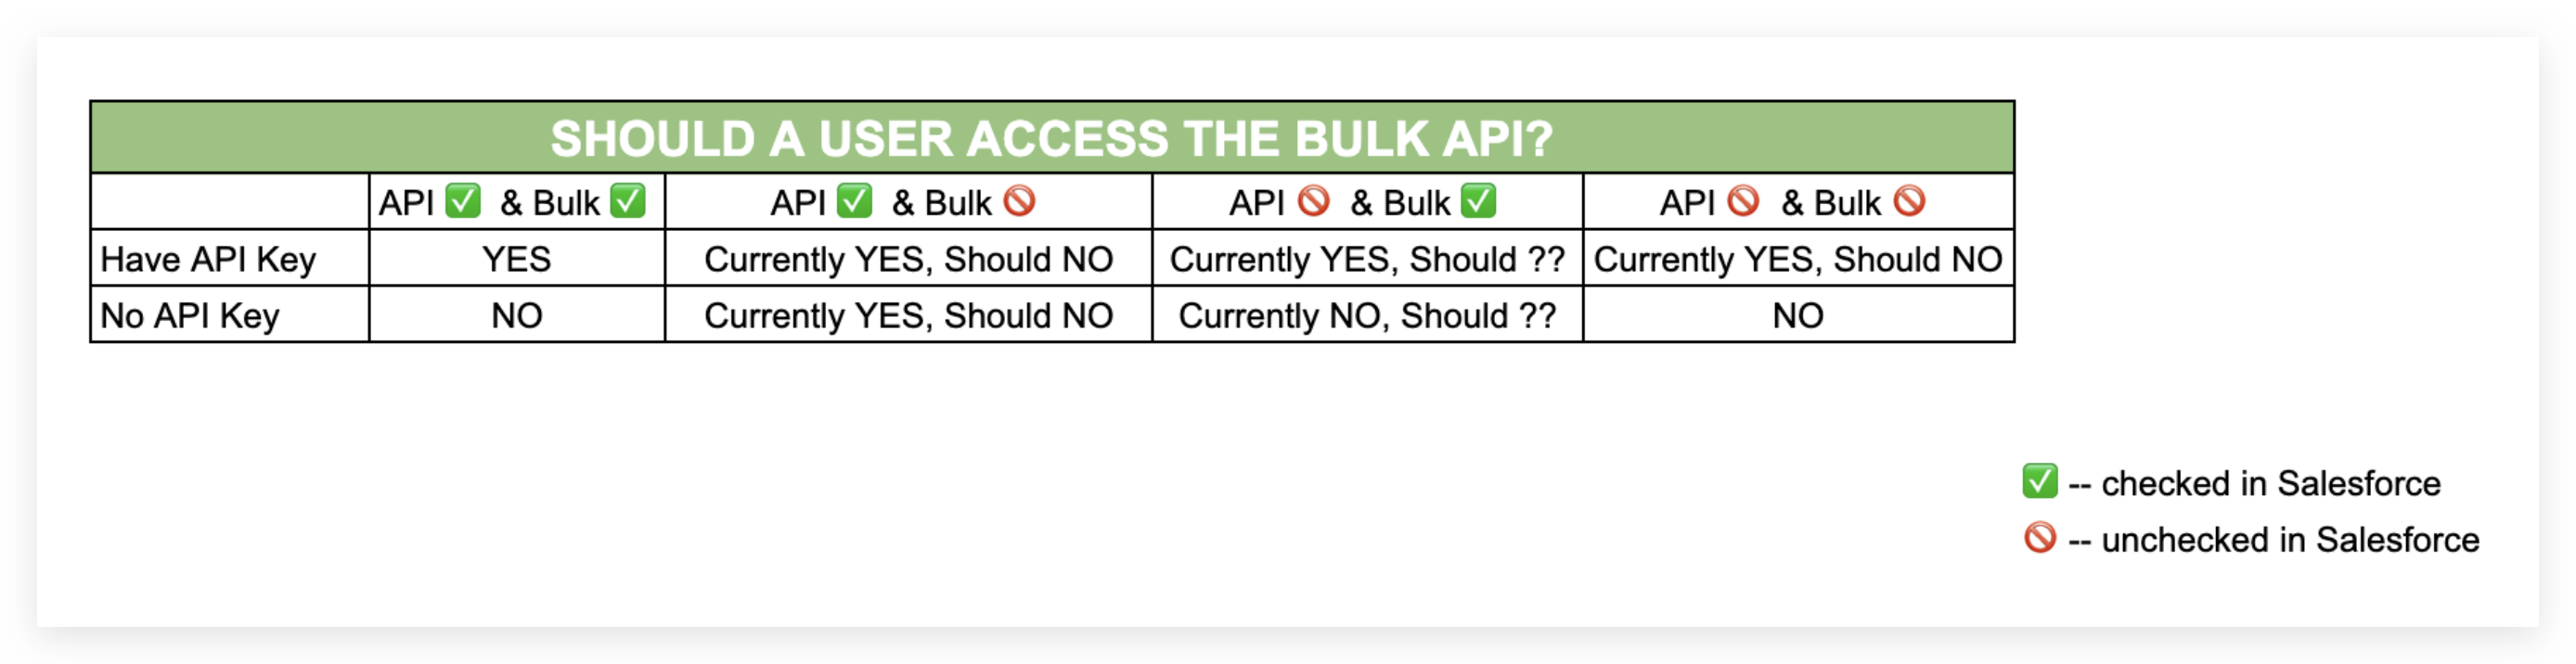 SHOULD A USER ACCESS THE BULK API?
API ✅ & Bulk ✅ API ✅ & Bulk 🚫 API 🚫 & Bulk ✅ API 🚫 & Bulk 🚫
Have API Key YES Currently YES, Should NO Currently YES, Should ?? Currently YES, Should NO
No API Key NO Currently YES, Should NO Currently NO, Should ?? NO
✅ -- checked in Salesforce
🚫 -- unchecked in Salesforce